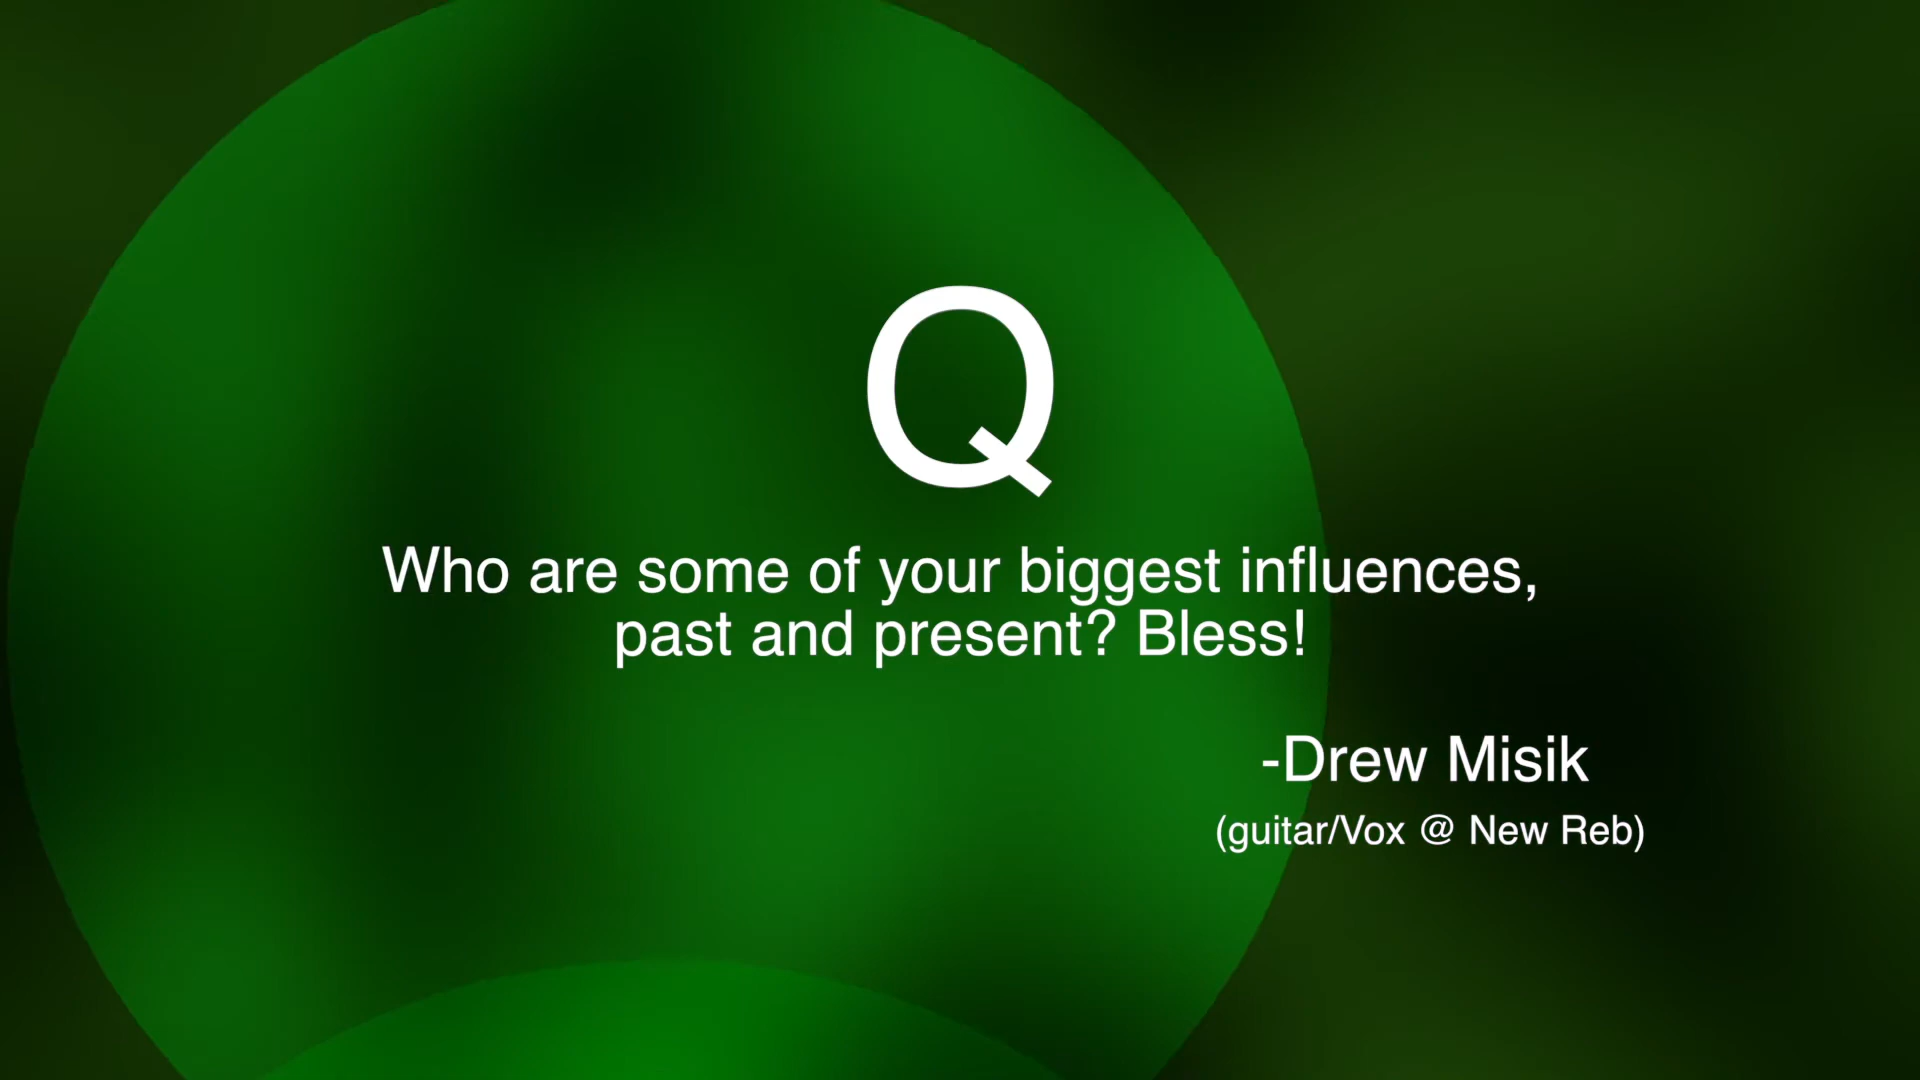 Q
Who are some of your biggest influences,
past and present? Bless!
-Drew Misik
(guitar/Vox @ New Reb)